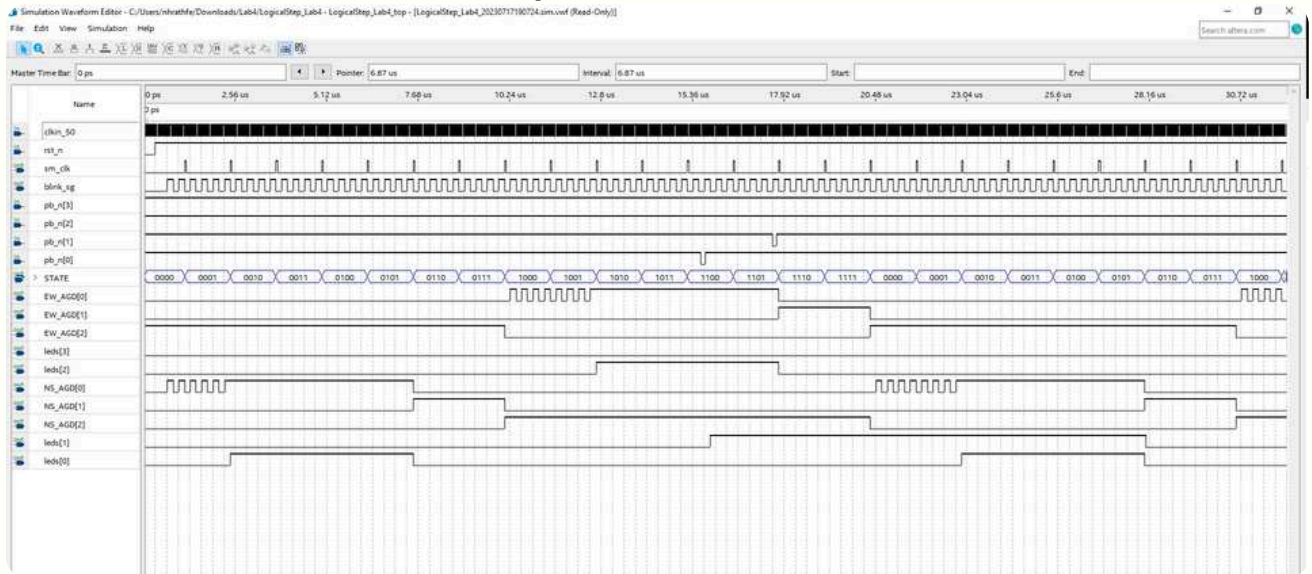 Simulation Waveform Editor - C:/Users/nhrathfe/Downloads/Lab4/LogicalStep_Lab4 - LogicalStep_Lab4_top - [LogicalStep_Lab4_20230717190724.sim.vwf (Read-Only)]
File Edit View Simulation Help
Search altera.com
Master Time Bar: 0 ps Pointer: 6.87 us Interval: 6.87 us Start: End:
Name 0 ps 2.56 us 5.12 us 7.68 us 10.24 us 12.8 us 15.36 us 17.92 us 20.48 us 23.04 us 25.6 us 28.16 us 30.72 us
0 ps
clkin_50
rst_n
sm_clk
blink_sg
pb_n[3]
pb_n[2]
pb_n[1]
pb_n[0]
> STATE 0000 0001 0010 0011 0100 0101 0110 0111 1000 1001 1010 1011 1100 1101 1110 1111 0000 0001 0010 0011 0100 0101 0110 0111 1000
EW_AGD[0]
EW_AGD[1]
EW_AGD[2]
leds[3]
leds[2]
NS_AGD[0]
NS_AGD[1]
NS_AGD[2]
leds[1]
leds[0]